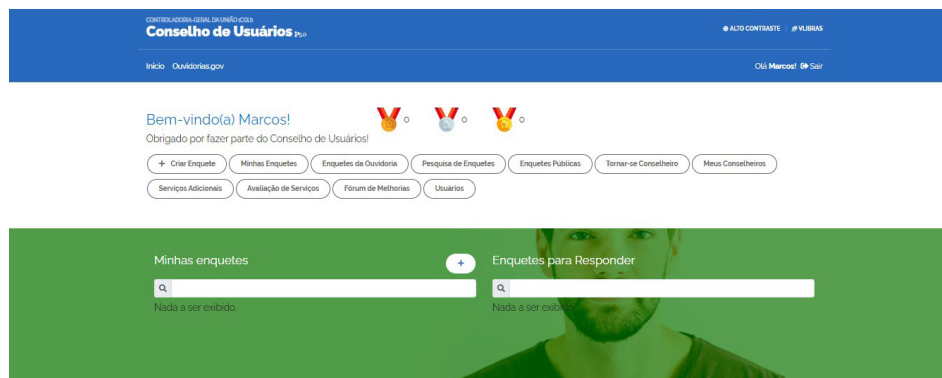 CONTROLADORIA-GERAL DA UNIÃO (CGU)
Conselho de Usuários P5.0
ALTO CONTRASTE | VLIBRAS
Início Ouvidorias.gov
Olá Marcos! Sair
Bem-vindo(a) Marcos!
0 0 0
Obrigado por fazer parte do Conselho de Usuários!
+ Criar Enquete Minhas Enquetes Enquetes da Ouvidoria Pesquisa de Enquetes Enquetes Públicas Tornar-se Conselheiro Meus Conselheiros
Serviços Adicionais Avaliação de Serviços Fórum de Melhorias Usuários
Minhas enquetes +
Nada a ser exibido
Enquetes para Responder
Nada a ser exibido